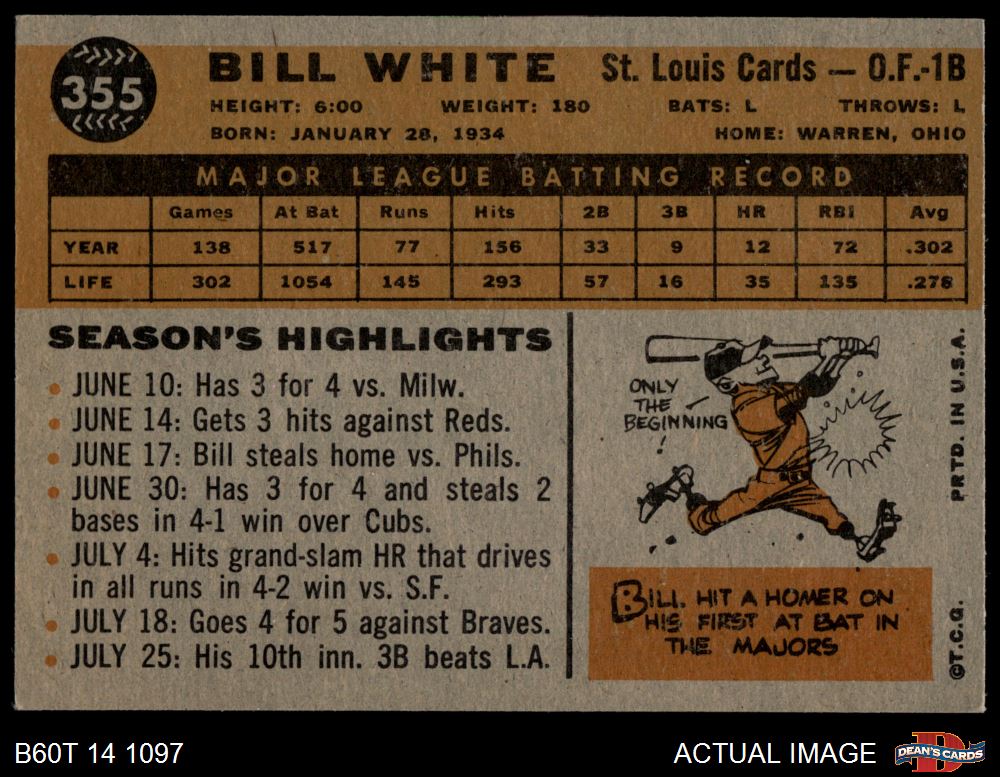 355
BILL WHITE St. Louis Cards — O.F.-1B
HEIGHT: 6:00 WEIGHT: 180 BATS: L THROWS: L
BORN: JANUARY 28, 1934 HOME: WARREN, OHIO
MAJOR LEAGUE BATTING RECORD
Games At Bat Runs Hits 2B 3B HR RBI Avg
YEAR 138 517 77 156 33 9 12 72 .302
LIFE 302 1054 145 293 57 16 35 135 .278
SEASON'S HIGHLIGHTS
• JUNE 10: Has 3 for 4 vs. Milw.
• JUNE 14: Gets 3 hits against Reds.
• JUNE 17: Bill steals home vs. Phils.
• JUNE 30: Has 3 for 4 and steals 2
bases in 4-1 win over Cubs.
• JULY 4: Hits grand-slam HR that drives
in all runs in 4-2 win vs. S.F.
• JULY 18: Goes 4 for 5 against Braves.
• JULY 25: His 10th inn. 3B beats L.A.
ONLY
THE
BEGINNING
!
BILL HIT A HOMER ON
HIS FIRST AT BAT IN
THE MAJORS
©T.C.G. PRTD. IN U.S.A.
B60T 14 1097 ACTUAL IMAGE
D
DEAN'S CARDS